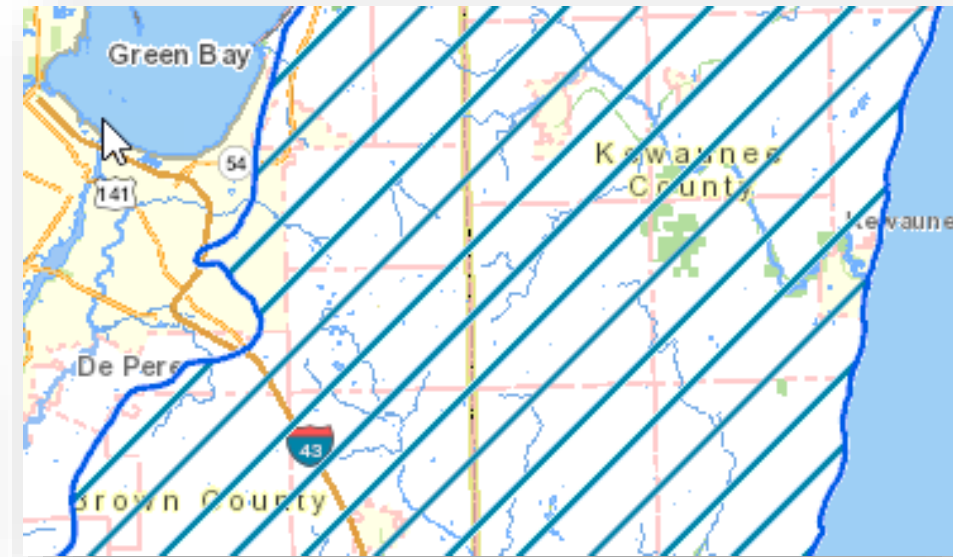 Green Bay
54
141
Kewaunee
County
Kewaune
De Pere
43
Brown County